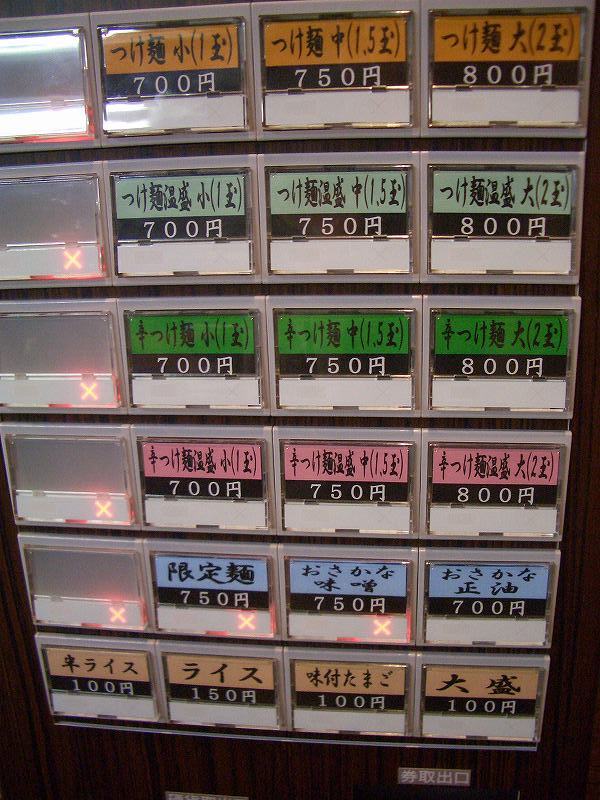 つけ麺 小(1玉)
700円
つけ麺 中(1.5玉)
750円
つけ麺 大(2玉)
800円
つけ麺温盛 小(1玉)
700円
つけ麺温盛 中(1.5玉)
750円
つけ麺温盛 大(2玉)
800円
辛つけ麺 小(1玉)
700円
辛つけ麺 中(1.5玉)
750円
辛つけ麺 大(2玉)
800円
辛つけ麺温盛 小(1玉)
700円
辛つけ麺温盛 中(1.5玉)
750円
辛つけ麺温盛 大(2玉)
800円
限定麺
750円
おさかな
味噌
750円
おさかな
正油
700円
半ライス
100円
ライス
150円
味付たまご
100円
大盛
100円
券取出口